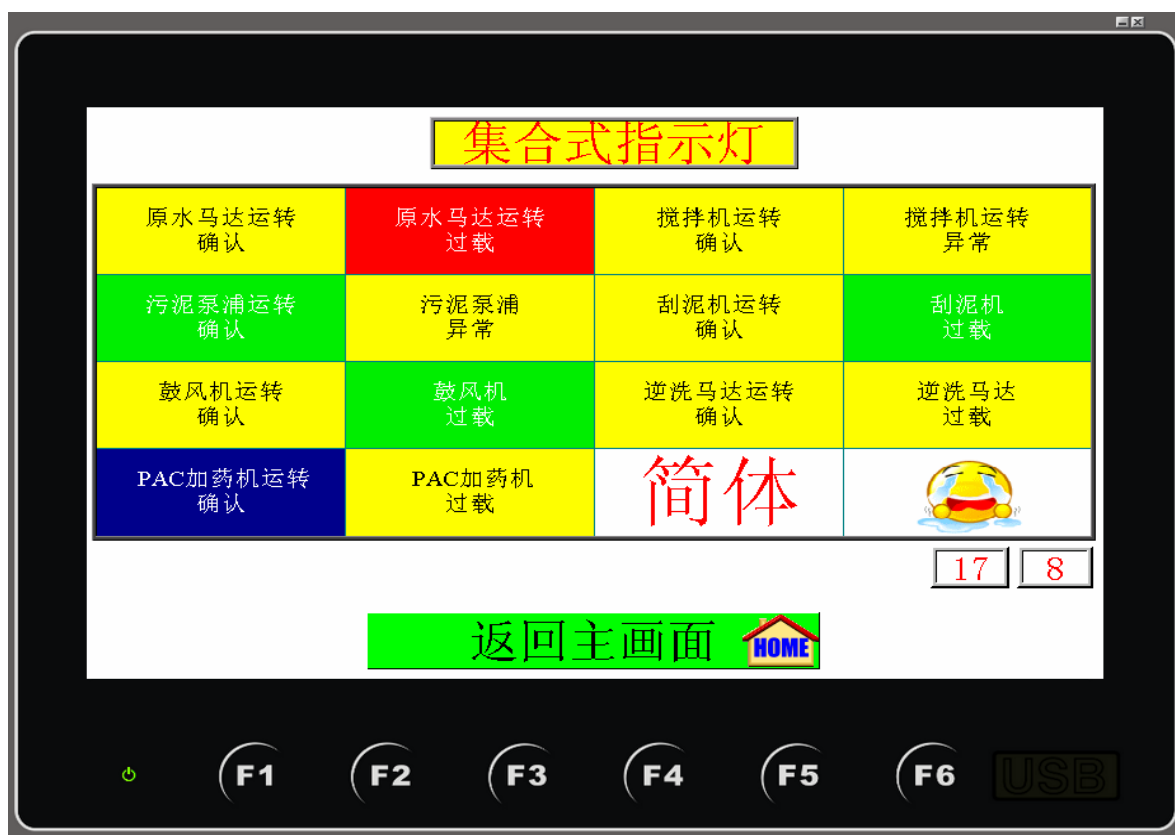 集合式指示灯
原水马达运转
确认
原水马达运转
过载
搅拌机运转
确认
搅拌机运转
异常
污泥泵浦运转
确认
污泥泵浦
异常
刮泥机运转
确认
刮泥机
过载
鼓风机运转
确认
鼓风机
过载
逆洗马达运转
确认
逆洗马达
过载
PAC加药机运转
确认
PAC加药机
过载
简体
17
8
返回主画面
HOME
F1
F2
F3
F4
F5
F6
USB